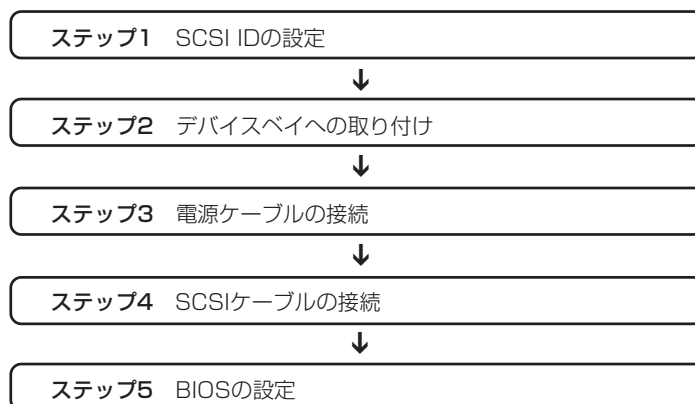 ステップ1 SCSI IDの設定
ステップ2 デバイスベイへの取り付け
ステップ3 電源ケーブルの接続
ステップ4 SCSIケーブルの接続
ステップ5 BIOSの設定